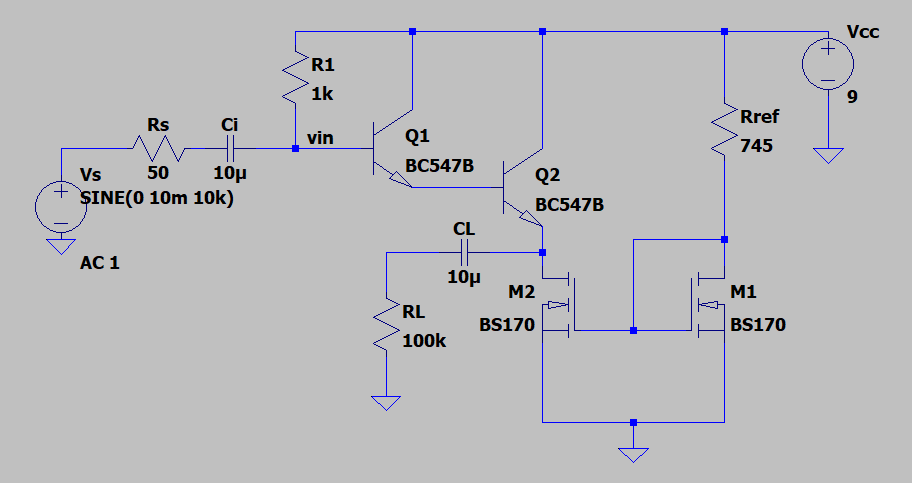 Vcc
9
R1
1k
Rref
745
Rs
50
Ci
10µ
vin
Q1
BC547B
Q2
BC547B
Vs
SINE(0 10m 10k)
AC 1
CL
10µ
RL
100k
M2
BS170
M1
BS170